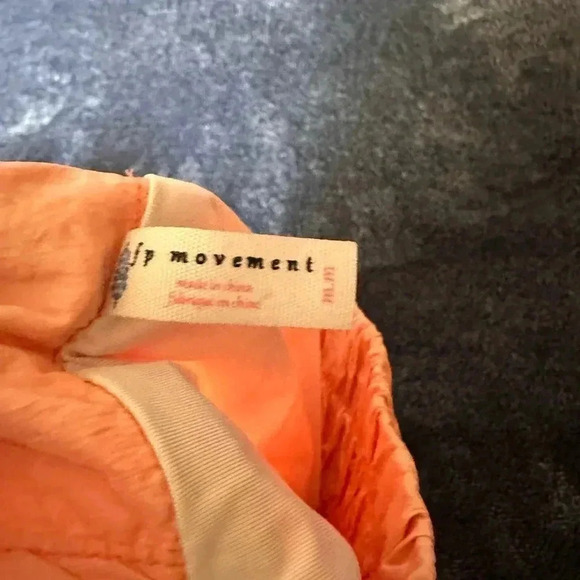 fp movement
made in china
fabriqué en chine
m.m